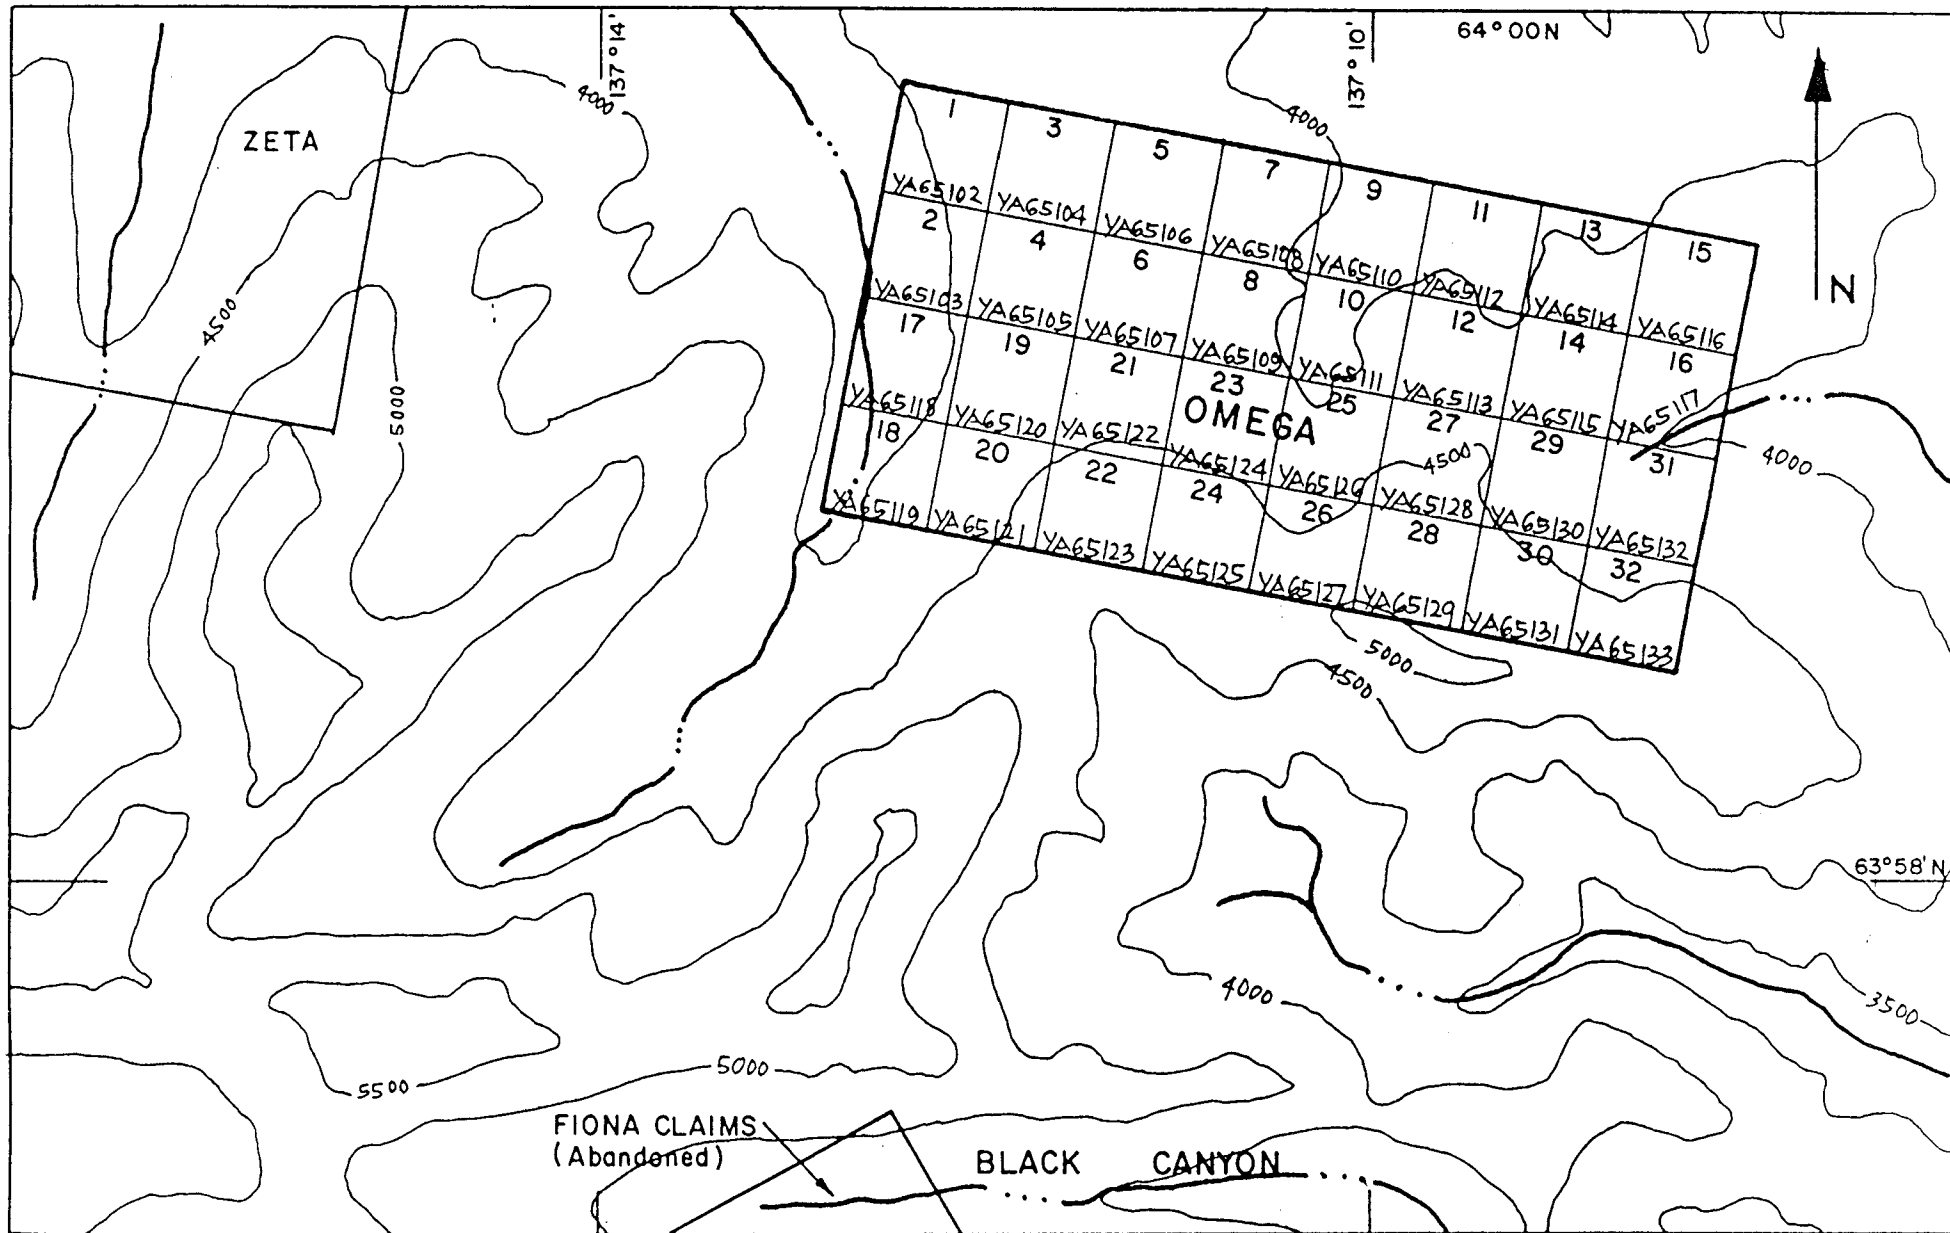 137°14'
137°10'
64°00N
ZETA
4000
4000
N
1
3
5
7
9
11
13
15
YA65102
YA65104
YA65106
YA65108
YA65110
YA65112
YA65114
YA65116
2
4
6
8
10
12
14
16
YA65103
YA65105
YA65107
YA65109
YA65111
YA65113
YA65115
YA65117
17
19
21
23
25
27
29
31
OMEGA
YA65118
YA65120
YA65122
YA65124
YA65126
YA65128
YA65130
YA65132
18
20
22
24
26
28
30
32
YA65119
YA65121
YA65123
YA65125
YA65127
YA65129
YA65131
YA65133
4500
5000
4500
4000
5000
4500
63°58'N
4000
3500
5000
5500
FIONA CLAIMS
(Abandoned)
BLACK CANYON